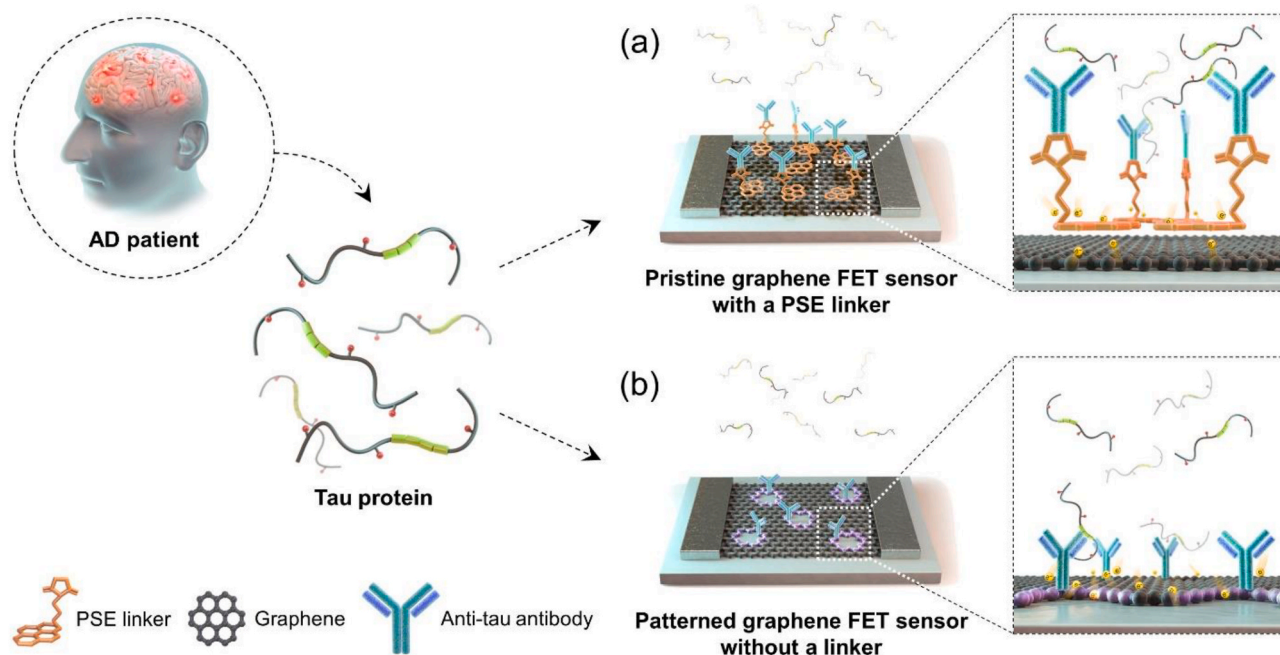 AD patient
Tau protein
(a)
Pristine graphene FET sensor
with a PSE linker
(b)
Patterned graphene FET sensor
without a linker
PSE linker
Graphene
Anti-tau antibody